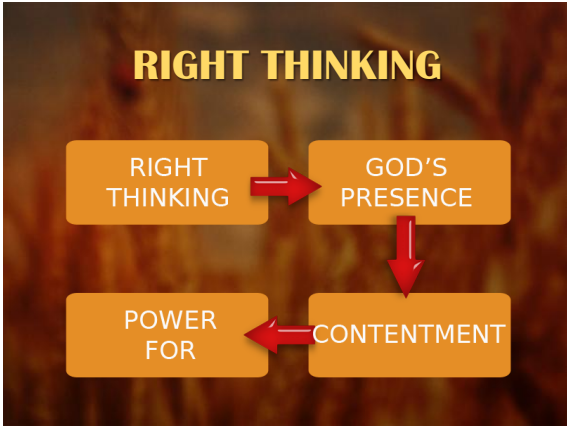 RIGHT THINKING
RIGHT
THINKING
GOD’S
PRESENCE
CONTENTMENT
POWER
FOR